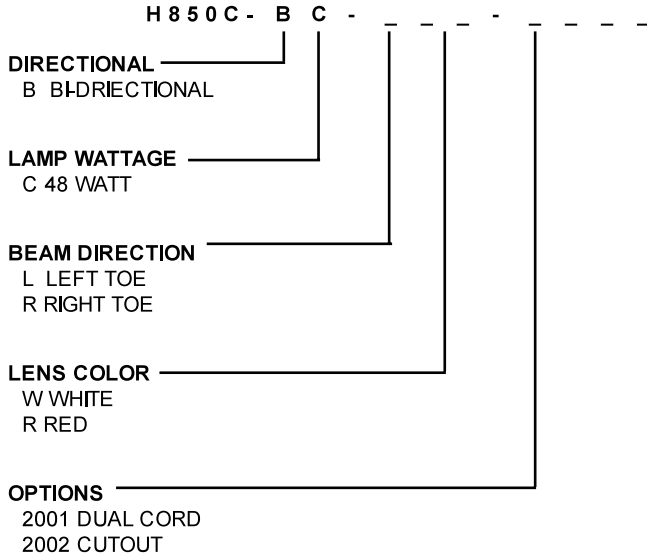 H850C- B C - _ _ _ - _ _ _ _
DIRECTIONAL
B BI-DRIECTIONAL
LAMP WATTAGE
C 48 WATT
BEAM DIRECTION
L LEFT TOE
R RIGHT TOE
LENS COLOR
W WHITE
R RED
OPTIONS
2001 DUAL CORD
2002 CUTOUT